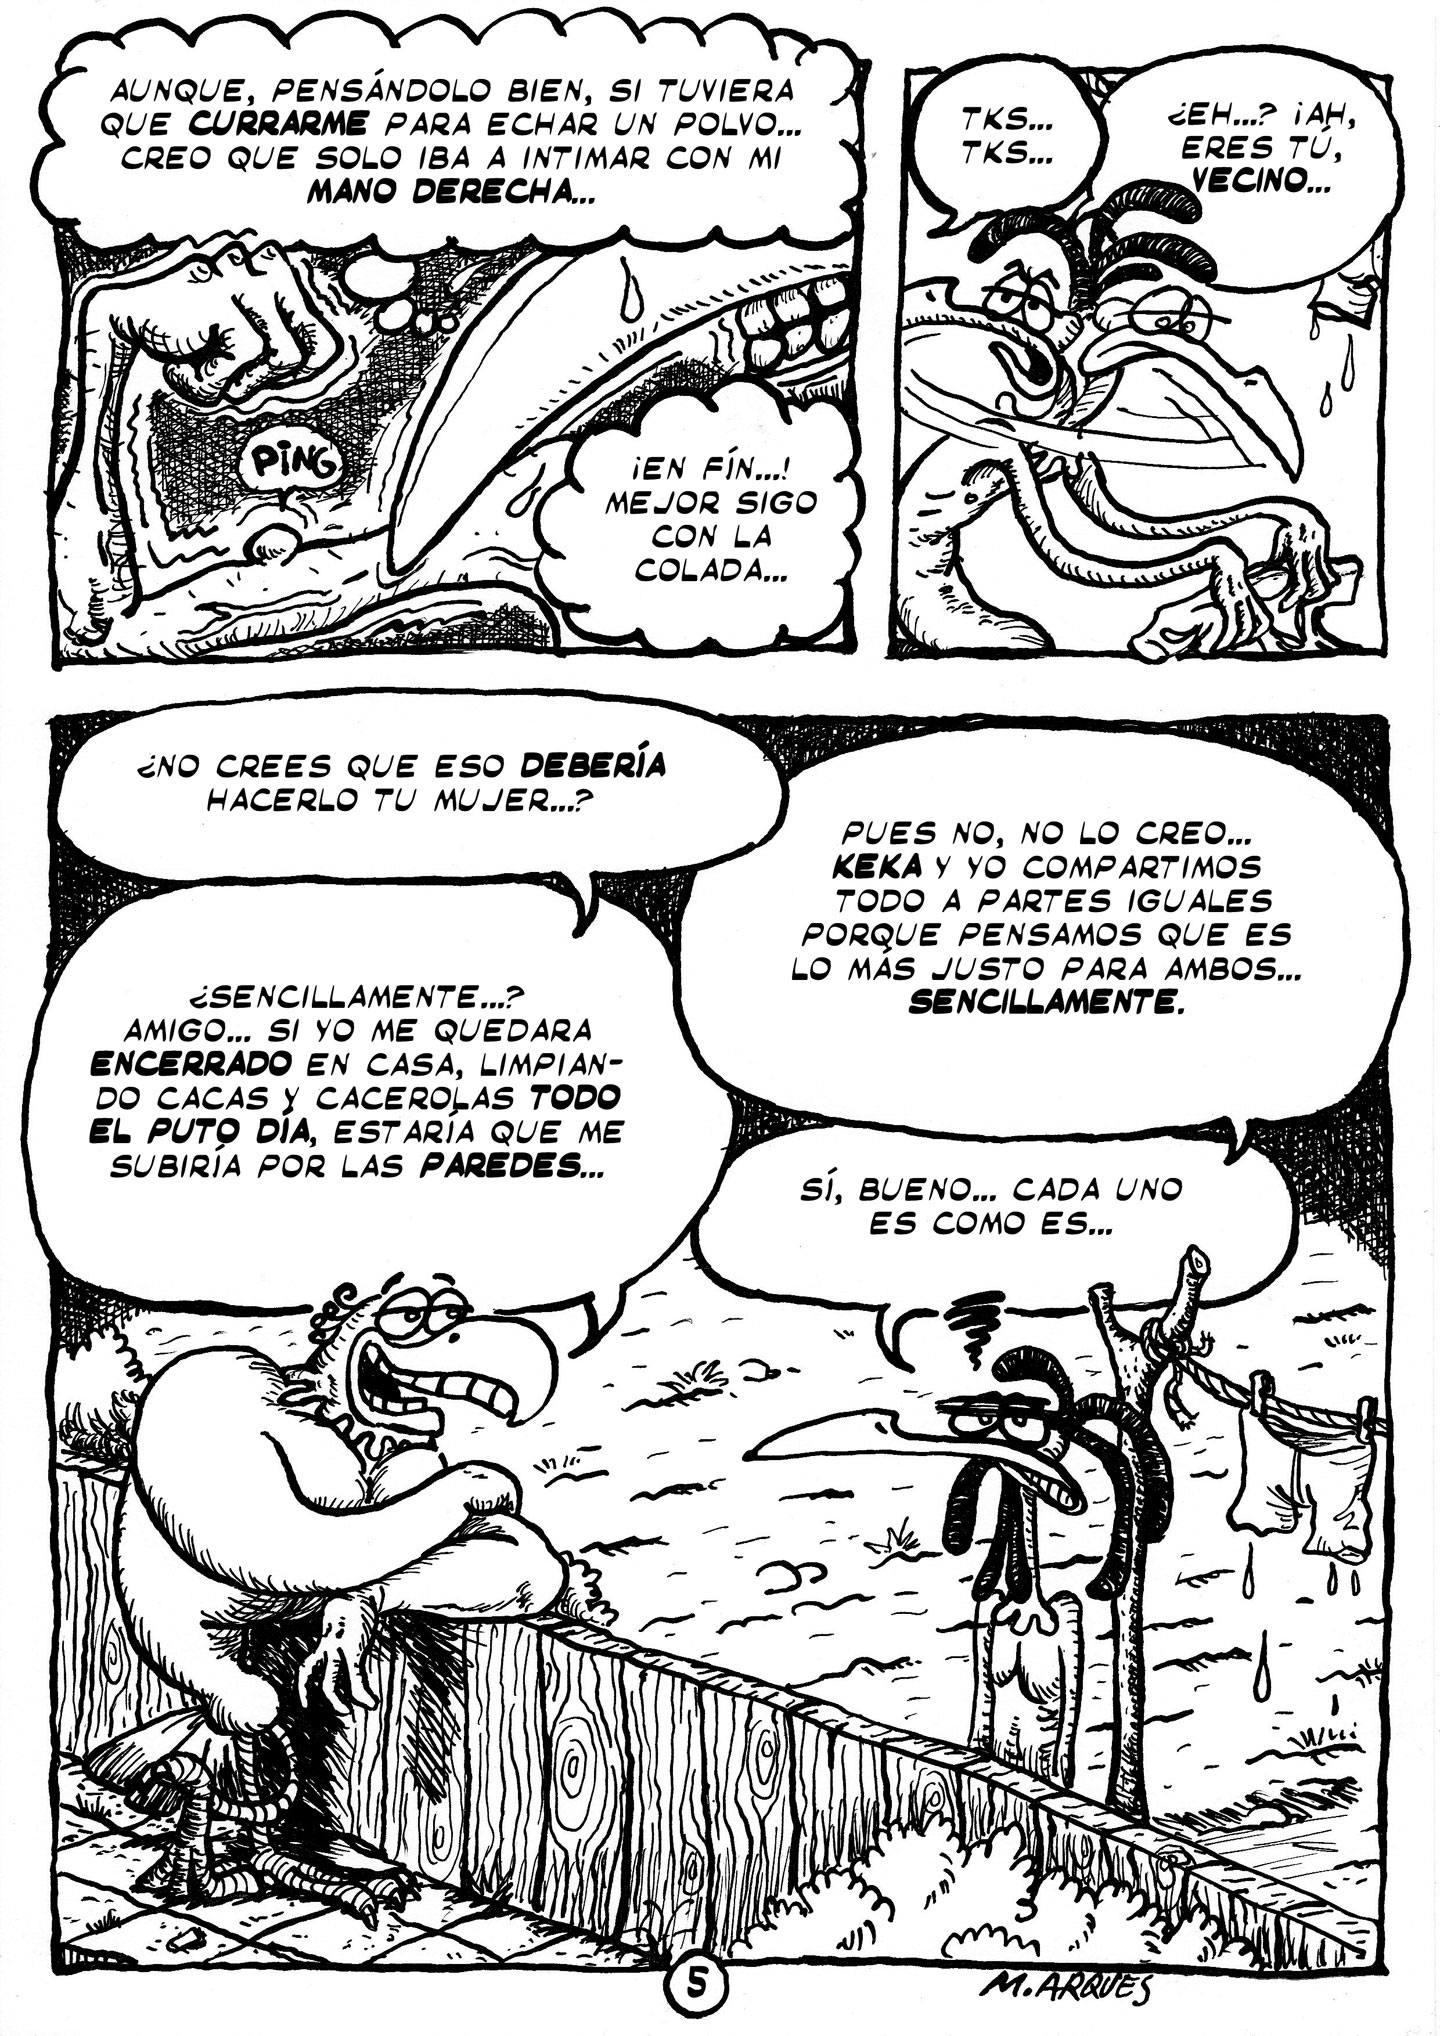 AUNQUE, PENSÁNDOLO BIEN, SI TUVIERA
QUE CURRARME PARA ECHAR UN POLVO...
CREO QUE SOLO IBA A INTIMAR CON MI
MANO DERECHA...
PING
¡EN FÍN...!
MEJOR SIGO
CON LA
COLADA...
TKS...
TKS...
¿EH...? ¡AH,
ERES TÚ,
VECINO...
¿NO CREES QUE ESO DEBERÍA
HACERLO TU MUJER...?
PUES NO, NO LO CREO...
KEKA Y YO COMPARTIMOS
TODO A PARTES IGUALES
PORQUE PENSAMOS QUE ES
LO MÁS JUSTO PARA AMBOS...
SENCILLAMENTE.
¿SENCILLAMENTE...?
AMIGO... SI YO ME QUEDARA
ENCERRADO EN CASA, LIMPIAN-
DO CACAS Y CACEROLAS TODO
EL PUTO DÍA, ESTARÍA QUE ME
SUBIRÍA POR LAS PAREDES...
SÍ, BUENO... CADA UNO
ES COMO ES...
5
M. ARQUES